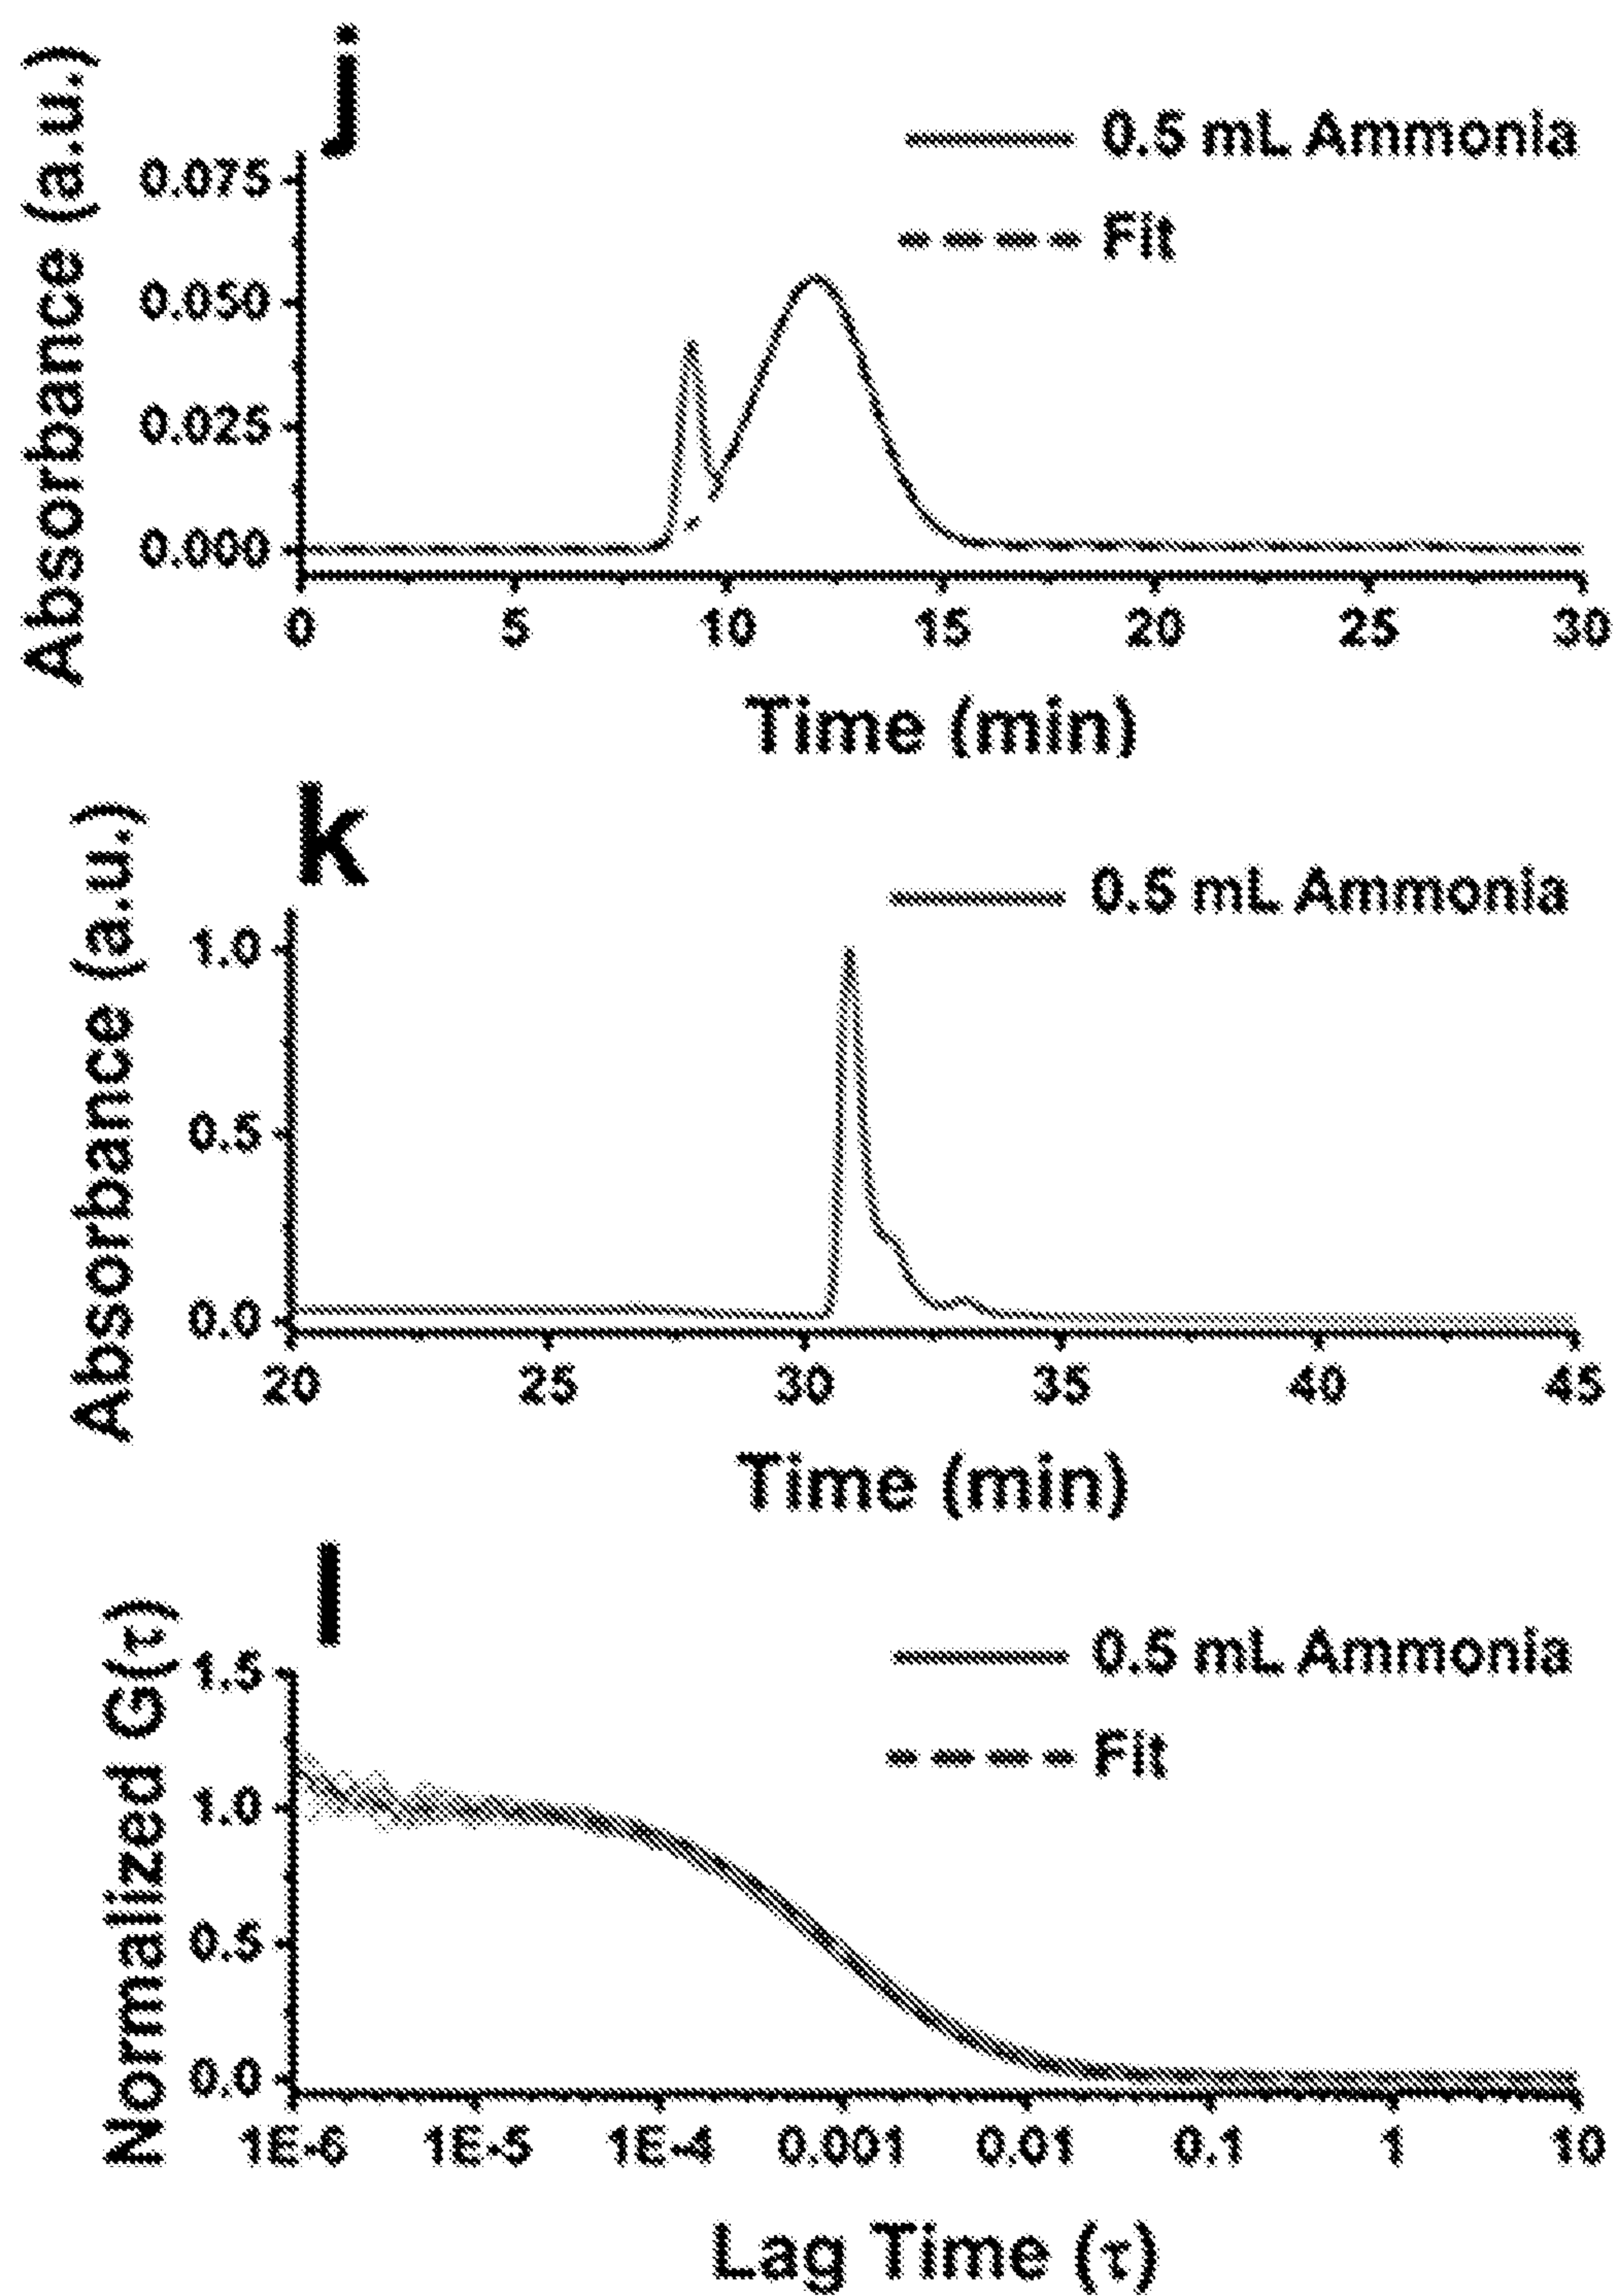 j
0.5 mL Ammonia
Fit
Absorbance (a.u.)
0.075
0.050
0.025
0.000
0 5 10 15 20 25 30
Time (min)
k
0.5 mL Ammonia
Absorbance (a.u.)
1.0
0.5
0.0
20 25 30 35 40 45
Time (min)
l
0.5 mL Ammonia
Fit
Normalized G(τ)
1.5
1.0
0.5
0.0
1E-6 1E-5 1E-4 0.001 0.01 0.1 1 10
Lag Time (τ)